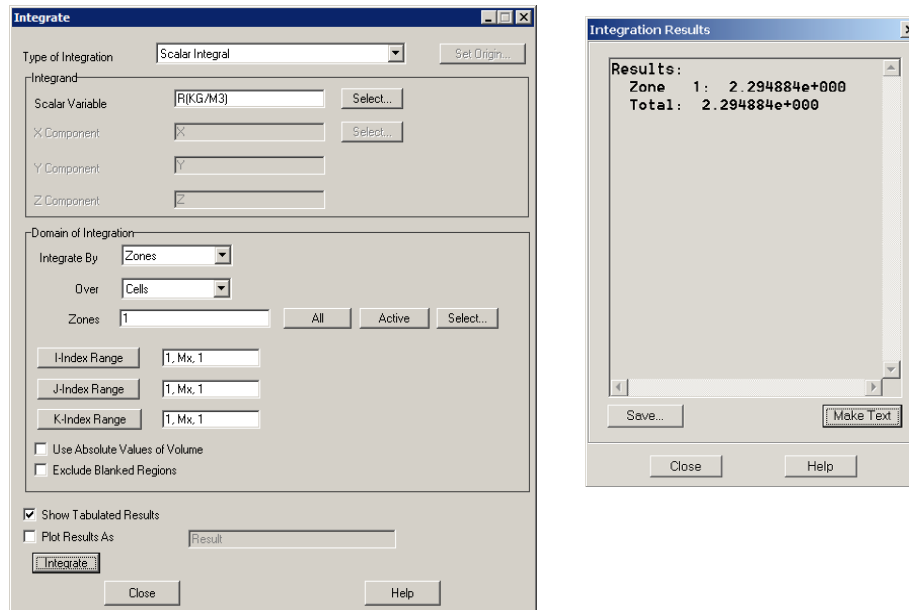 Integrate
Type of Integration Scalar Integral Set Origin...
Integrand
Scalar Variable R(KG/M3) Select...
X Component X Select...
Y Component Y
Z Component Z
Domain of Integration
Integrate By Zones
Over Cells
Zones 1 All Active Select...
I-Index Range 1, Mx, 1
J-Index Range 1, Mx, 1
K-Index Range 1, Mx, 1
Use Absolute Values of Volume
Exclude Blanked Regions
Show Tabulated Results
Plot Results As Result
Integrate
Close Help
Integration Results
Results:
Zone 1: 2.294884e+000
Total: 2.294884e+000
Save... Make Text
Close Help